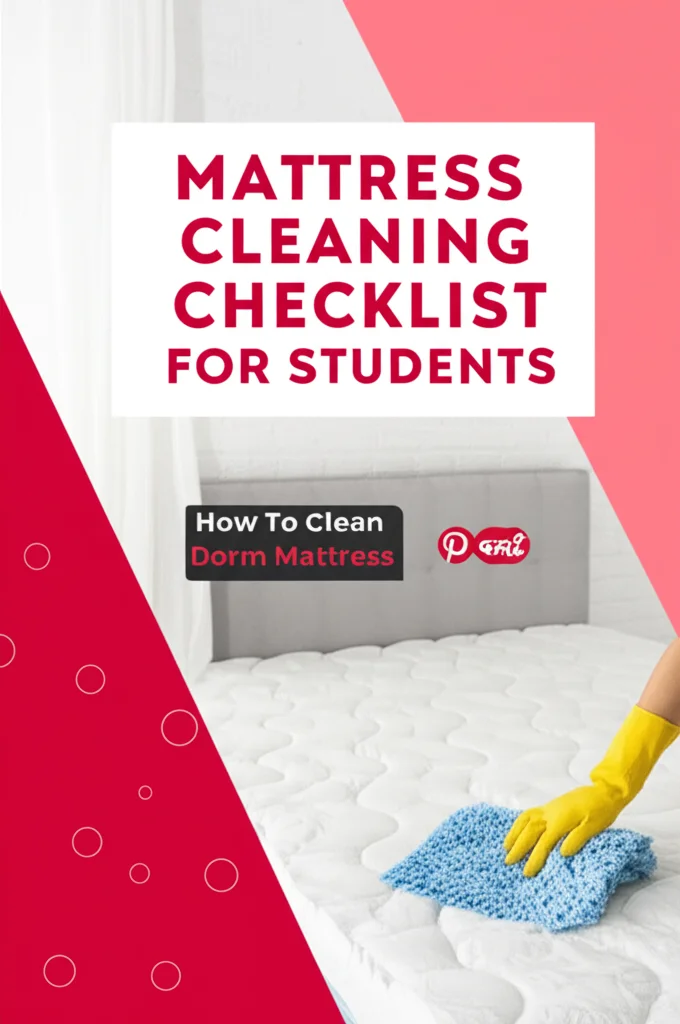 MATTRESS
CLEANING
CHECKLIST
FOR STUDENTS
How To Clean
Dorm Mattress